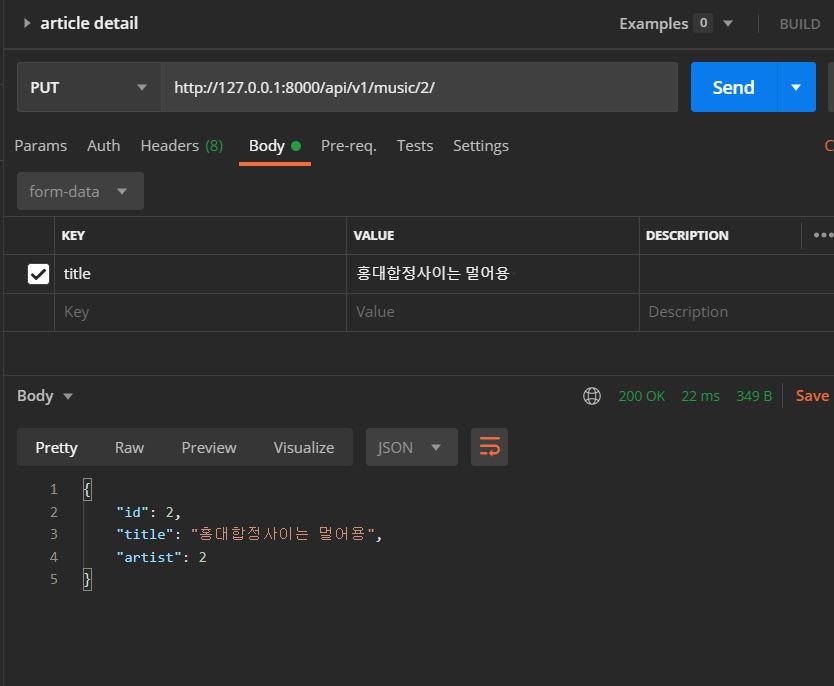 article detail Examples 0 BUILD
PUT http://127.0.0.1:8000/api/v1/music/2/ Send
Params Auth Headers (8) Body Pre-req. Tests Settings C
form-data
KEY VALUE DESCRIPTION
title 홍대합정사이는 멀어용
Key Value Description
Body 200 OK 22 ms 349 B Save
Pretty Raw Preview Visualize JSON
1 {
2 "id": 2,
3 "title": "홍대합정사이는 멀어용",
4 "artist": 2
5 }